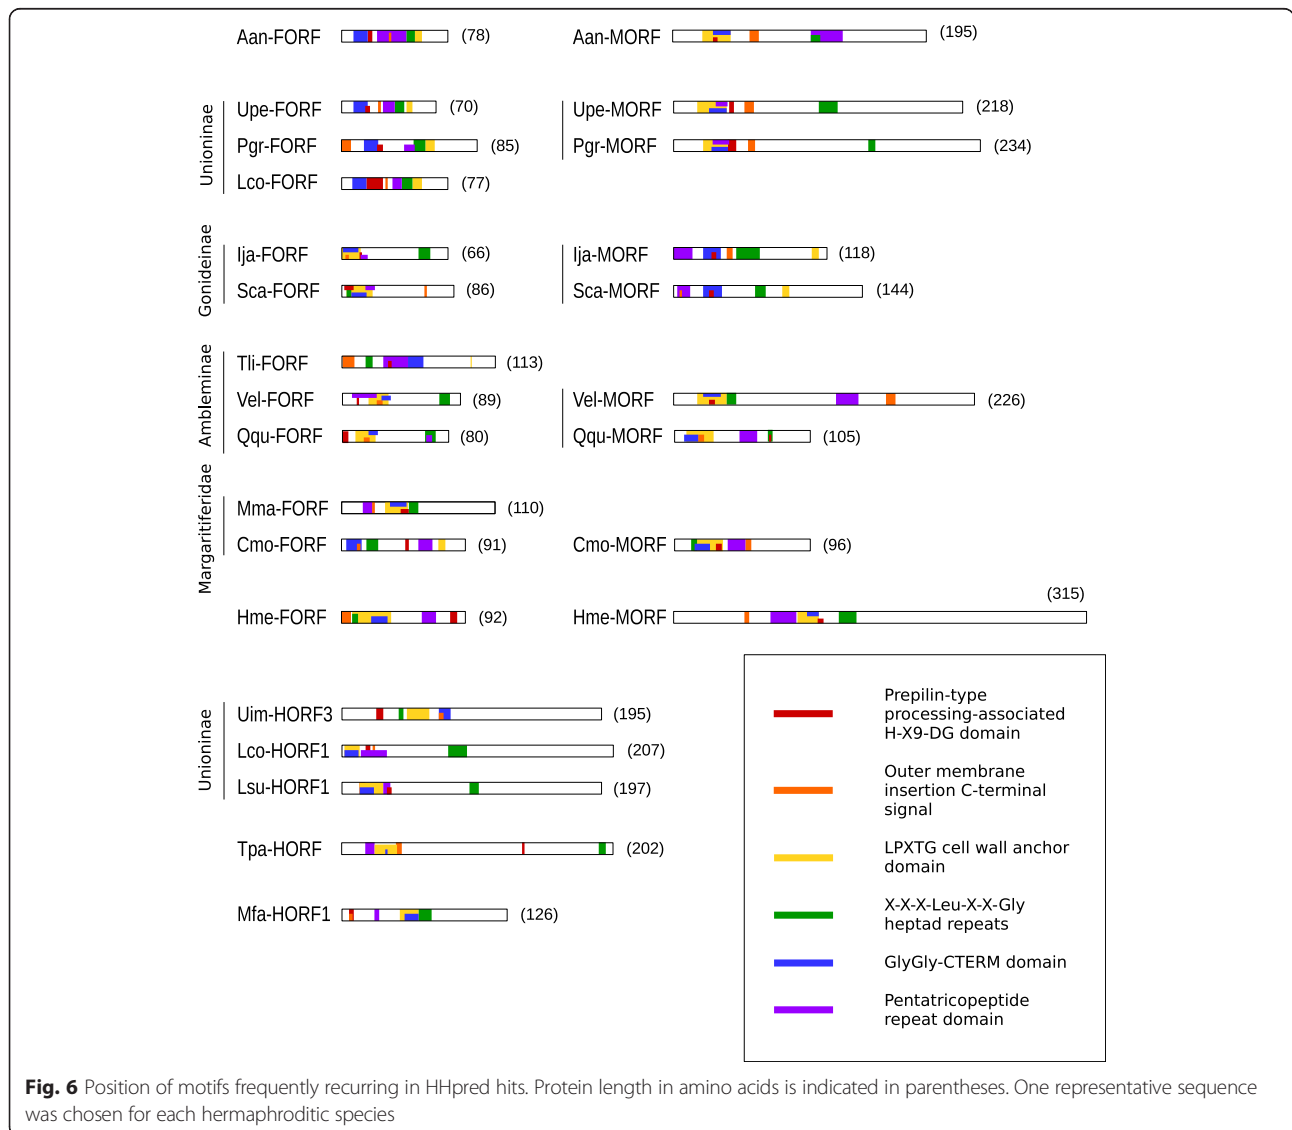 Aan-FORF (78) Aan-MORF (195)
Unioninae
Upe-FORF (70) Upe-MORF (218)
Pgr-FORF (85) Pgr-MORF (234)
Lco-FORF (77)
Gonideinae
Ija-FORF (66) Ija-MORF (118)
Sca-FORF (86) Sca-MORF (144)
Ambleminae
Tli-FORF (113)
Vel-FORF (89) Vel-MORF (226)
Qqu-FORF (80) Qqu-MORF (105)
Margaritiferidae
Mma-FORF (110)
Cmo-FORF (91) Cmo-MORF (96)
Hme-FORF (92) Hme-MORF (315)
Unioninae
Uim-HORF3 (195)
Lco-HORF1 (207)
Lsu-HORF1 (197)
Tpa-HORF (202)
Mfa-HORF1 (126)
Prepilin-type
processing-associated
H-X9-DG domain
Outer membrane
insertion C-terminal
signal
LPXTG cell wall anchor
domain
X-X-X-Leu-X-X-Gly
heptad repeats
GlyGly-CTERM domain
Pentatricopeptide
repeat domain
Fig. 6 Position of motifs frequently recurring in HHpred hits. Protein length in amino acids is indicated in parentheses. One representative sequence
was chosen for each hermaphroditic species